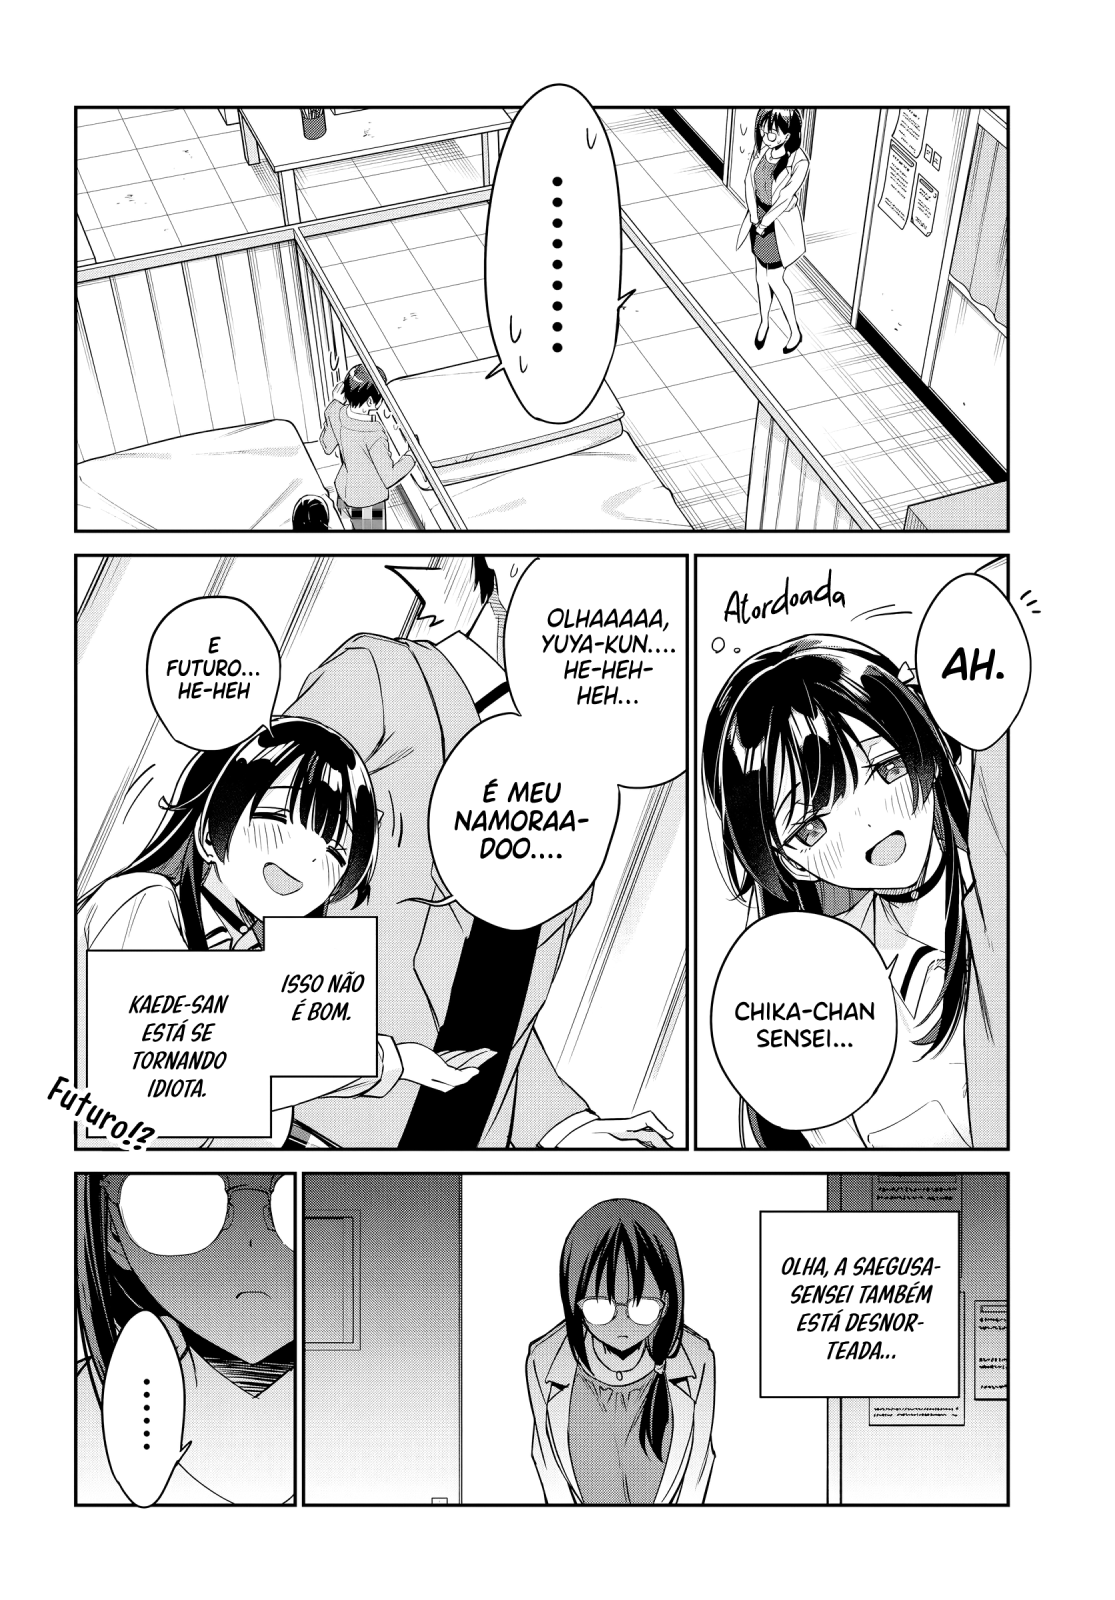 ..........
AH.
Atordoada
CHIKA-CHAN
SENSEI...
OLHAAAAA,
YUYA-KUN....
HE-HEH-
HEH...
É MEU
NAMORAA-
DOO....
E
FUTURO...
HE-HEH
ISSO NÃO
É BOM.
KAEDE-SAN
ESTÁ SE
TORNANDO
IDIOTA.
Futuro!?
OLHA, A SAEGUSA-
SENSEI TAMBÉM
ESTÁ DESNOR-
TEADA...
......